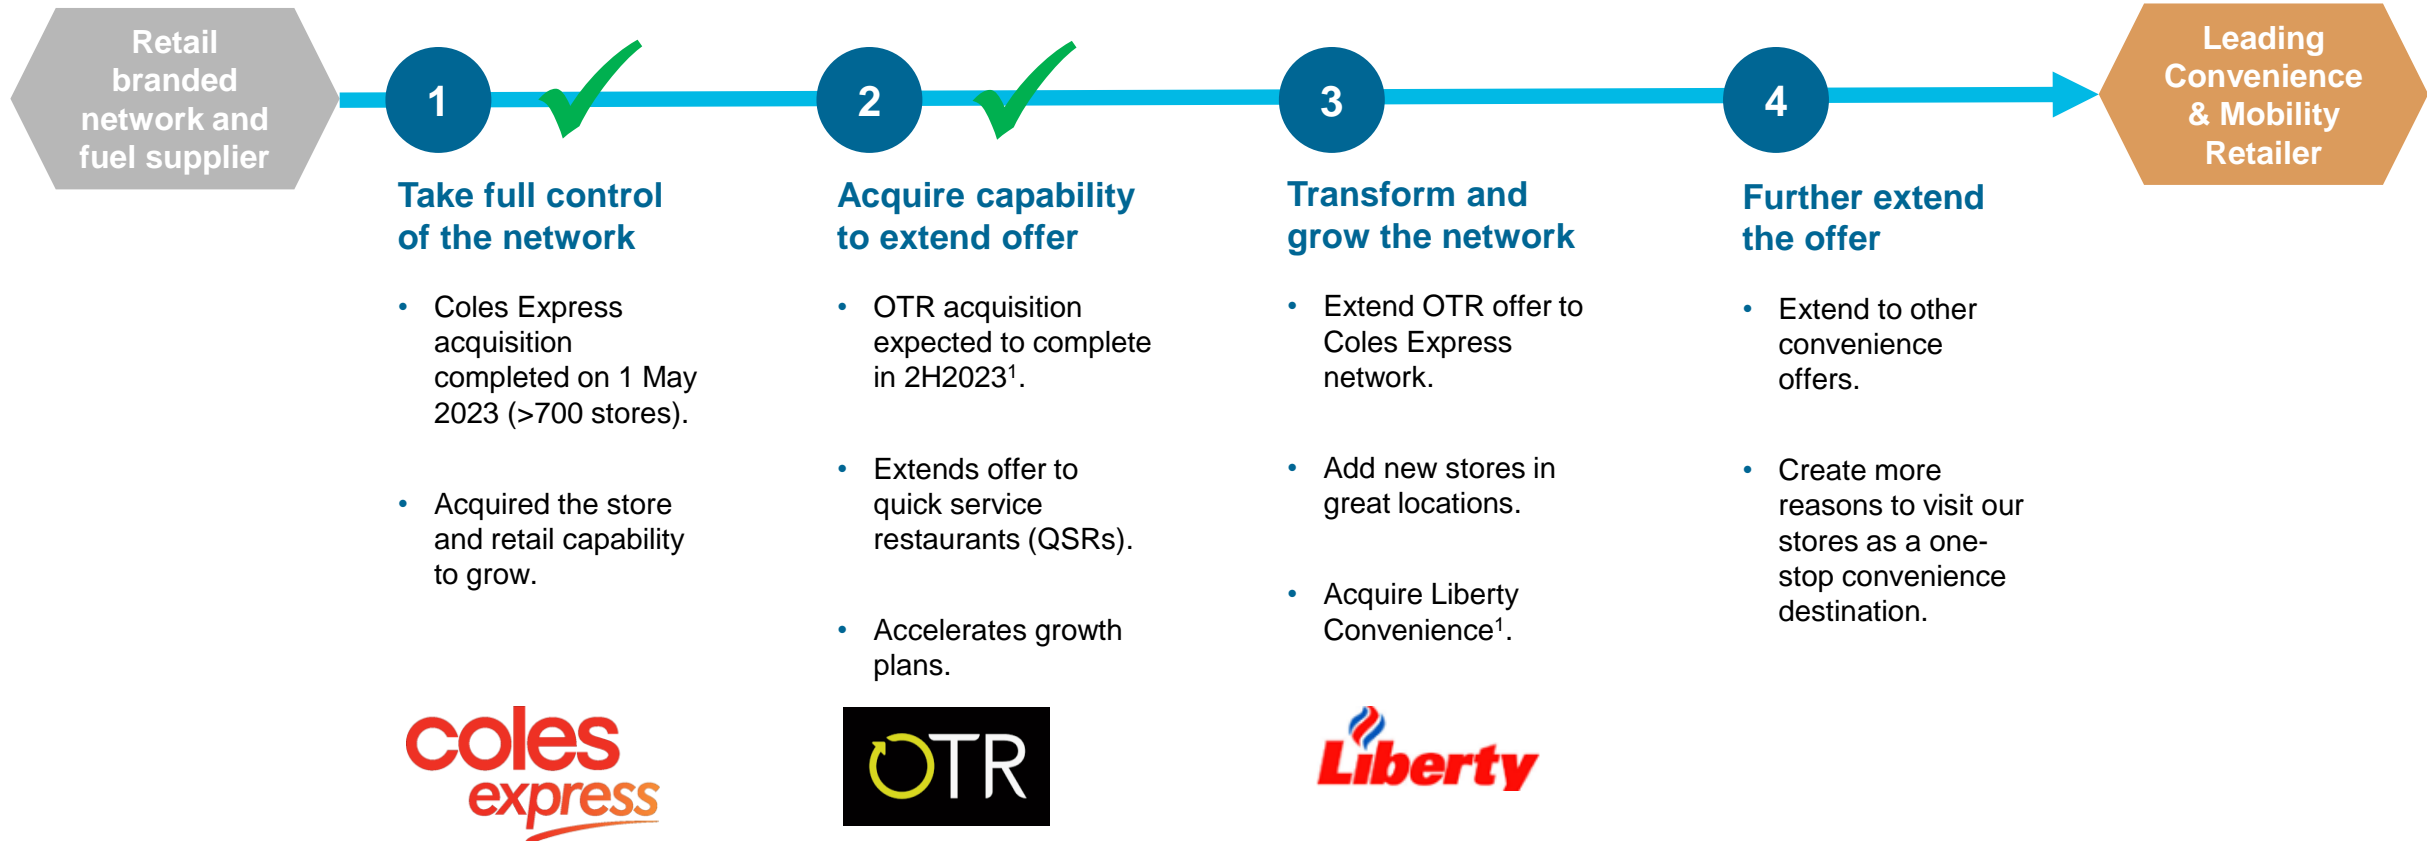 Retail
branded
network and
fuel supplier
1
2
3
4
Leading
Convenience
& Mobility
Retailer
Take full control
of the network
• Coles Express
acquisition
completed on 1 May
2023 (>700 stores).
• Acquired the store
and retail capability
to grow.
coles
express
Acquire capability
to extend offer
• OTR acquisition
expected to complete
in 2H2023¹.
• Extends offer to
quick service
restaurants (QSRs).
• Accelerates growth
plans.
OTR
Transform and
grow the network
• Extend OTR offer to
Coles Express
network.
• Add new stores in
great locations.
• Acquire Liberty
Convenience¹.
Liberty
Further extend
the offer
• Extend to other
convenience
offers.
• Create more
reasons to visit our
stores as a one-
stop convenience
destination.